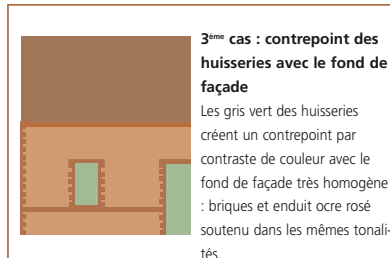 3ème cas : contrepoint des
huisseries avec le fond de
façade
Les gris vert des huisseries
créent un contrepoint par
contraste de couleur avec le
fond de façade très homogène
: briques et enduit ocre rosé
soutenu dans les mêmes tonali-
tés.